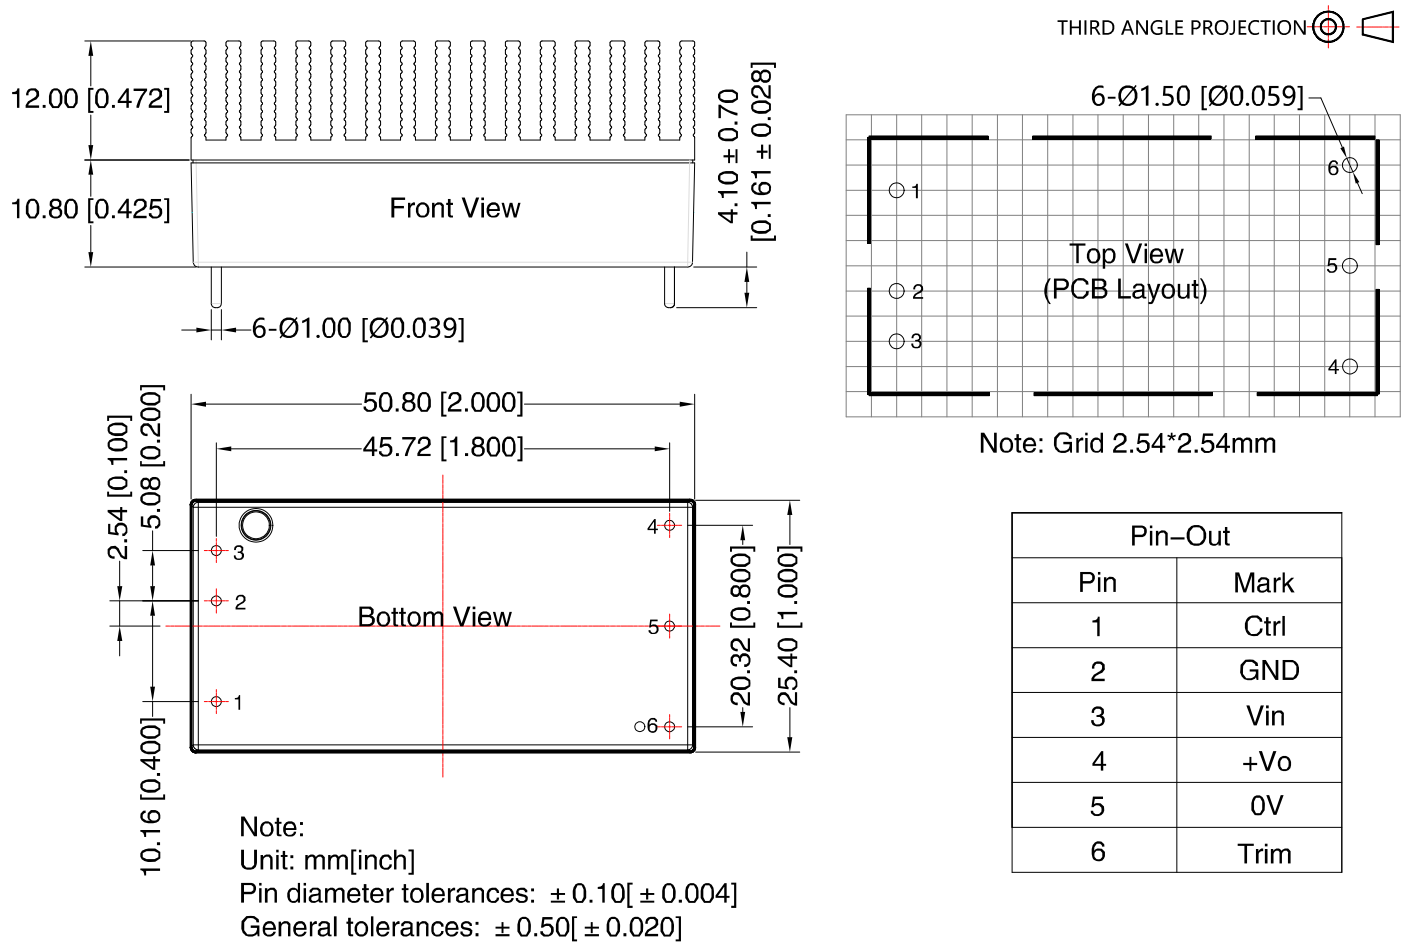 THIRD ANGLE PROJECTION
12.00 [0.472]
10.80 [0.425]
Front View
4.10 ± 0.70
[0.161 ± 0.028]
6-Ø1.00 [Ø0.039]
6-Ø1.50 [Ø0.059]
1
2
3
6
5
4
Top View
(PCB Layout)
Note: Grid 2.54*2.54mm
50.80 [2.000]
45.72 [1.800]
2.54 [0.100]
5.08 [0.200]
10.16 [0.400]
3
2
1
4
5
6
Bottom View
20.32 [0.800]
25.40 [1.000]
Note:
Unit: mm[inch]
Pin diameter tolerances: ± 0.10[ ± 0.004]
General tolerances: ± 0.50[ ± 0.020]
Pin–Out
Pin Mark
1 Ctrl
2 GND
3 Vin
4 +Vo
5 0V
6 Trim